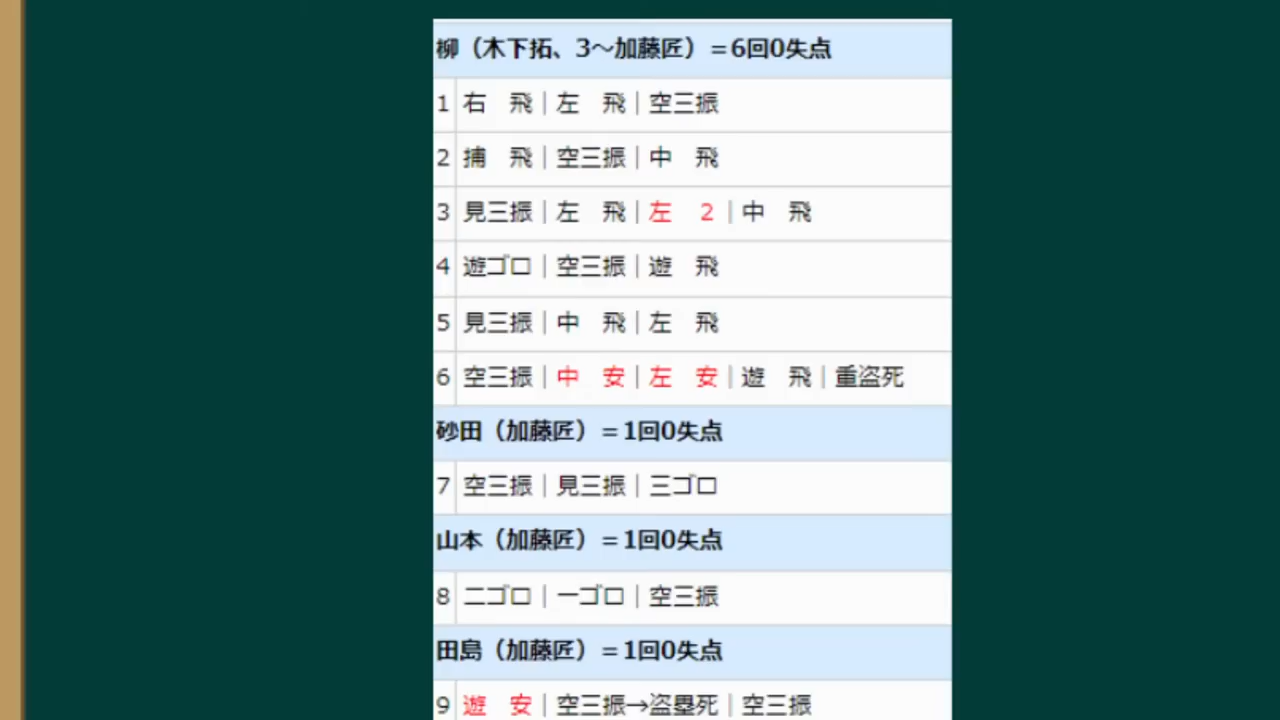 柳（木下拓、3～加藤匠）＝6回0失点
1 右　飛｜左　飛｜空三振
2 捕　飛｜空三振｜中　飛
3 見三振｜左　飛｜左　2｜中　飛
4 遊ゴロ｜空三振｜遊　飛
5 見三振｜中　飛｜左　飛
6 空三振｜中　安｜左　安｜遊　飛｜重盗死
砂田（加藤匠）＝1回0失点
7 空三振｜見三振｜三ゴロ
山本（加藤匠）＝1回0失点
8 二ゴロ｜一ゴロ｜空三振
田島（加藤匠）＝1回0失点
9 遊　安｜空三振→盗塁死｜空三振